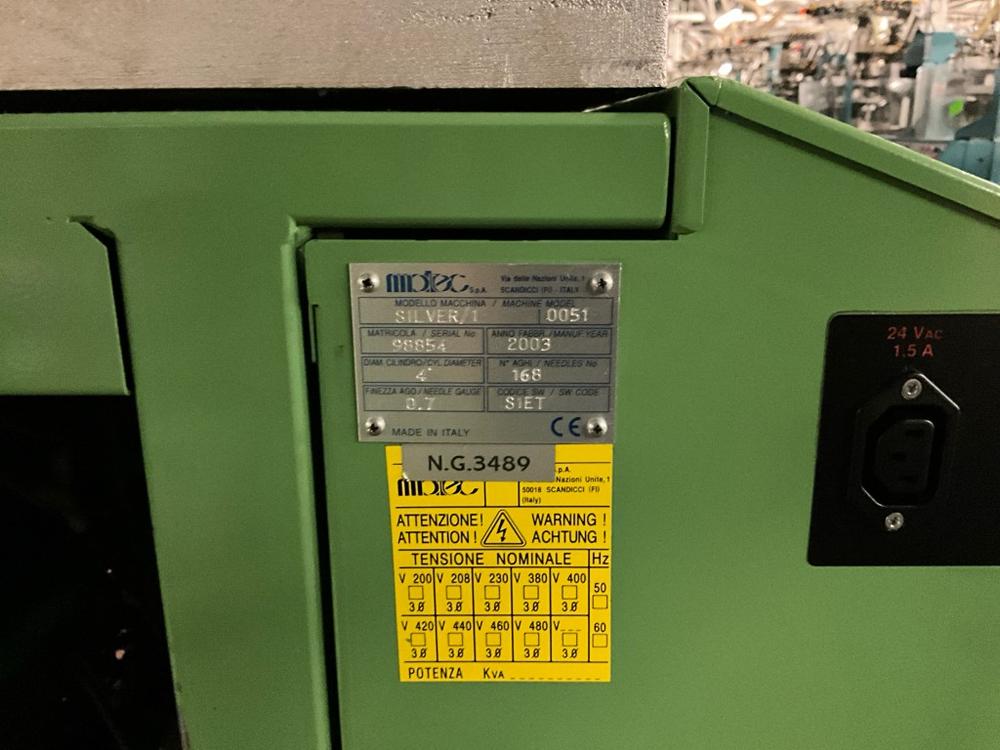 matec S.p.A. Via delle Nazioni Unite, 1
SCANDICCI (FI) - ITALY
MODELLO MACCHINA / MACHINE MODEL
SILVER/1 0051
MATRICOLA / SERIAL No ANNO FABBR./MANUF. YEAR
98854 2003
DIAM. CILINDRO/CYL.DIAMETER N° AGHI / NEEDLES No
4" 168
FINEZZA AGO / NEEDLE GAUGE CODICE SW / SW CODE
0.7 S1ET
MADE IN ITALY CE
N.G.3489
S.p.A.
Nazioni Unite, 1
matec 50018 SCANDICCI (FI)
(Italy)
ATTENZIONE! WARNING !
ATTENTION! ACHTUNG !
TENSIONE NOMINALE Hz
V 200 V 208 V 230 V 380 V 400 50
3Ø 3Ø 3Ø 3Ø 3Ø
V 420 V 440 V 460 V 480 V___ 60
3Ø 3Ø 3Ø 3Ø 3Ø
POTENZA KVA __________
24 VAC
1.5 A